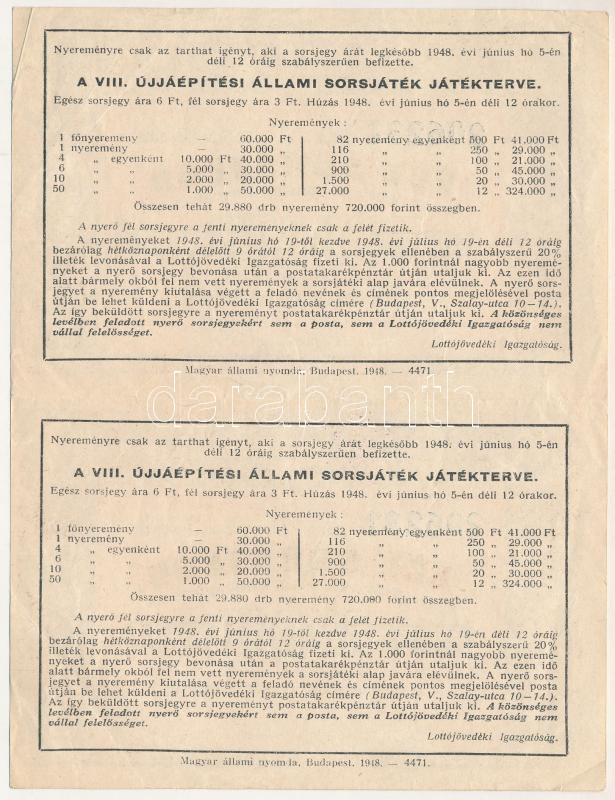 Nyereményre csak az tarthat igényt, aki a sorsjegy árát legkésőbb 1948. évi június hó 5-én
déli 12 óráig szabályszerűen befizette.
A VIII. ÚJJÁÉPÍTÉSI ÁLLAMI SORSJÁTÉK JÁTÉKTERVE.
Egész sorsjegy ára 6 Ft, fél sorsjegy ára 3 Ft. Húzás 1948. évi június hó 5-én déli 12 órakor.
Nyeremények :
1 főnyeremény — 60.000 Ft 82 nyeremény egyenként 500 Ft 41.000 Ft
1 nyeremény — 30.000 „ 116 „ „ 250 „ 29.000 „
4 „ egyenként 10.000 Ft 40.000 „ 210 „ „ 100 „ 21.000 „
6 „ „ 5.000 „ 30.000 „ 900 „ „ 50 „ 45.000 „
10 „ „ 2.000 „ 20.000 „ 1.500 „ „ 20 „ 30.000 „
50 „ „ 1.000 „ 50.000 „ 27.000 „ „ 12 „ 324.000 „
Összesen tehát 29.880 drb nyeremény 720.000 forint összegben.
A nyerő fél sorsjegyre a fenti nyereményeknek csak a felét fizetik.
A nyereményeket 1948. évi június hó 19-től kezdve 1948. évi július hó 19-én déli 12 óráig
bezárólag hétköznaponként délelőtt 9 órától 12 óráig a sorsjegyek ellenében a szabályszerű 20%
illeték levonásával a Lottójövedéki Igazgatóság fizeti ki. Az 1.000 forintnál nagyobb nyeremé-
nyeket a nyerő sorsjegy bevonása után a postatakarékpénztár útján utaljuk ki. Az ezen idő
alatt bármely okból fel nem vett nyeremények a sorsjátéki alap javára elévülnek. A nyerő sors-
jegyet a nyeremény kiutalása végett a feladó nevének és címének pontos megjelölésével posta
útján be lehet küldeni a Lottójövedéki Igazgatóság címére (Budapest, V., Szalay-utca 10—14.).
Az így beküldött sorsjegyre a nyereményt postatakarékpénztár útján utaljuk ki. A közönséges
levélben feladott nyerő sorsjegyekért sem a posta, sem a Lottójövedéki Igazgatóság nem
vállal felelősséget.
Lottójövedéki Igazgatóság.
Magyar állami nyomda, Budapest. 1948. — 4471.
darabanth
Nyereményre csak az tarthat igényt, aki a sorsjegy árát legkésőbb 1948. évi június hó 5-én
déli 12 óráig szabályszerűen befizette.
A VIII. ÚJJÁÉPÍTÉSI ÁLLAMI SORSJÁTÉK JÁTÉKTERVE.
Egész sorsjegy ára 6 Ft, fél sorsjegy ára 3 Ft. Húzás 1948. évi június hó 5-én déli 12 órakor.
Nyeremények :
1 főnyeremény — 60.000 Ft 82 nyeremény egyenként 500 Ft 41.000 Ft
1 nyeremény — 30.000 „ 116 „ „ 250 „ 29.000 „
4 „ egyenként 10.000 Ft 40.000 „ 210 „ „ 100 „ 21.000 „
6 „ „ 5.000 „ 30.000 „ 900 „ „ 50 „ 45.000 „
10 „ „ 2.000 „ 20.000 „ 1.500 „ „ 20 „ 30.000 „
50 „ „ 1.000 „ 50.000 „ 27.000 „ „ 12 „ 324.000 „
Összesen tehát 29.880 drb nyeremény 720.000 forint összegben.
A nyerő fél sorsjegyre a fenti nyereményeknek csak a felét fizetik.
A nyereményeket 1948. évi június hó 19-től kezdve 1948. évi július hó 19-én déli 12 óráig
bezárólag hétköznaponként délelőtt 9 órától 12 óráig a sorsjegyek ellenében a szabályszerű 20%
illeték levonásával a Lottójövedéki Igazgatóság fizeti ki. Az 1.000 forintnál nagyobb nyeremé-
nyeket a nyerő sorsjegy bevonása után a postatakarékpénztár útján utaljuk ki. Az ezen idő
alatt bármely okból fel nem vett nyeremények a sorsjátéki alap javára elévülnek. A nyerő sors-
jegyet a nyeremény kiutalása végett a feladó nevének és címének pontos megjelölésével posta
útján be lehet küldeni a Lottójövedéki Igazgatóság címére (Budapest, V., Szalay-utca 10—14.).
Az így beküldött sorsjegyre a nyereményt postatakarékpénztár útján utaljuk ki. A közönséges
levélben feladott nyerő sorsjegyekért sem a posta, sem a Lottójövedéki Igazgatóság nem
vállal felelősséget.
Lottójövedéki Igazgatóság.
Magyar állami nyomda, Budapest. 1948. — 4471.